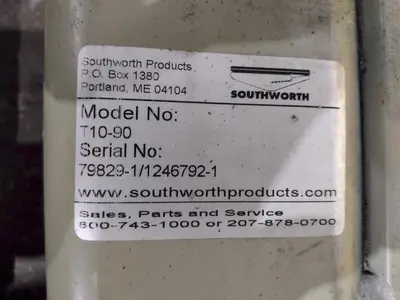 Southworth Products
P.O. Box 1380
Portland, ME 04104
SOUTHWORTH
Model No:
T10-90
Serial No:
79829-1/1246792-1
www.southworthproducts.com
Sales, Parts and Service
800-743-1000 or 207-878-0700